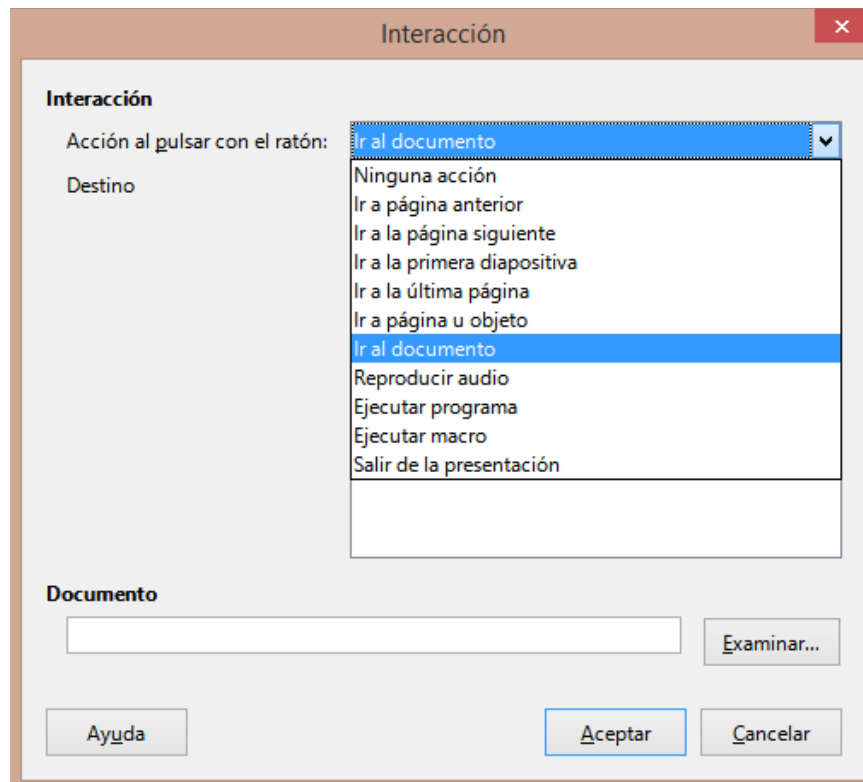 Interacción
Interacción
Acción al pulsar con el ratón: Ir al documento
Destino
Ninguna acción
Ir a página anterior
Ir a la página siguiente
Ir a la primera diapositiva
Ir a la última página
Ir a página u objeto
Ir al documento
Reproducir audio
Ejecutar programa
Ejecutar macro
Salir de la presentación
Documento
Examinar...
Ayuda Aceptar Cancelar